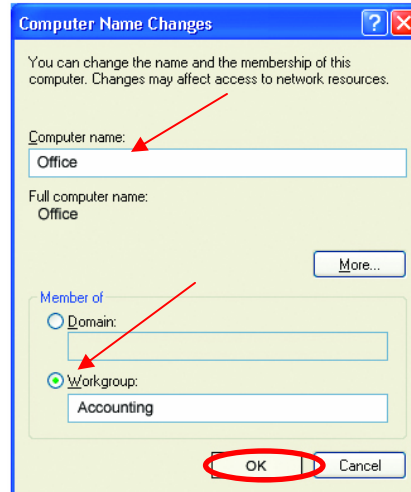 Computer Name Changes
You can change the name and the membership of this
computer. Changes may affect access to network resources.
Computer name:
Office
Full computer name:
Office
More...
Member of
Domain:
Workgroup:
Accounting
OK Cancel